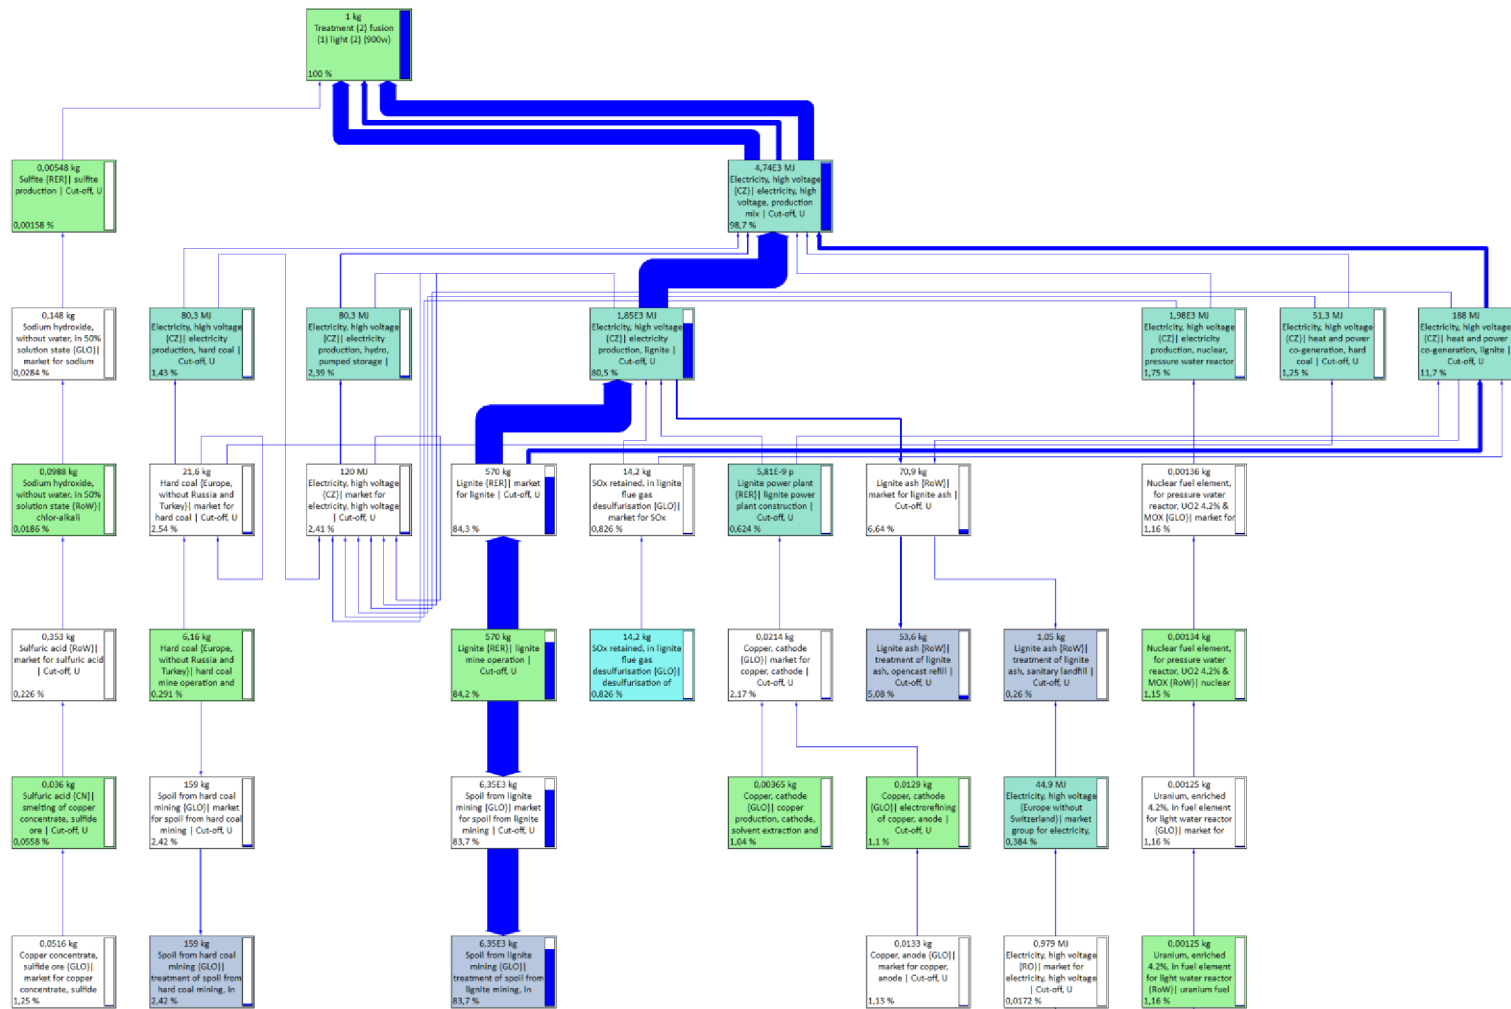 1 kg
Treatment {2} fusion
(1) light {2} {900w}
100 %
0,00548 kg
Sulfite {RER}| sulfite
production | Cut-off, U
0,00158 %
4,74E3 MJ
Electricity, high voltage
{CZ}| electricity, high
voltage, production
mix | Cut-off, U
98,7 %
0,148 kg
Sodium hydroxide,
without water, in 50%
solution state {GLO}|
market for sodium
0,0284 %
80,3 MJ
Electricity, high voltage
{CZ}| electricity
production, hard coal |
Cut-off, U
1,43 %
80,3 MJ
Electricity, high voltage
{CZ}| electricity
production, hydro,
pumped storage |
2,39 %
1,85E3 MJ
Electricity, high voltage
{CZ}| electricity
production, lignite |
Cut-off, U
80,5 %
1,98E3 MJ
Electricity, high voltage
{CZ}| electricity
production, nuclear,
pressure water reactor
1,75 %
51,3 MJ
Electricity, high voltage
{CZ}| heat and power
co-generation, hard
coal | Cut-off, U
1,25 %
188 MJ
Electricity, high voltage
{CZ}| heat and power
co-generation, lignite |
Cut-off, U
11,7 %
0,0988 kg
Sodium hydroxide,
without water, in 50%
solution state {RoW}|
chlor-alkali
0,0186 %
21,6 kg
Hard coal {Europe,
without Russia and
Turkey}| market for
hard coal | Cut-off, U
2,54 %
120 MJ
Electricity, high voltage
{CZ}| market for
electricity, high voltage
| Cut-off, U
2,41 %
570 kg
Lignite {RER}| market
for lignite | Cut-off, U
84,3 %
14,2 kg
SOx retained, in lignite
flue gas
desulfurisation {GLO}|
market for SOx
0,826 %
5,81E-9 p
Lignite power plant
{RER}| lignite power
plant construction |
Cut-off, U
0,624 %
70,9 kg
Lignite ash {RoW}|
market for lignite ash |
Cut-off, U
6,64 %
0,00136 kg
Nuclear fuel element,
for pressure water
reactor, UO2 4.2% &
MOX {GLO}| market for
1,16 %
0,353 kg
Sulfuric acid {RoW}|
market for sulfuric acid
| Cut-off, U
0,226 %
6,16 kg
Hard coal {Europe,
without Russia and
Turkey}| hard coal
mine operation and
0,291 %
570 kg
Lignite {RER}| lignite
mine operation |
Cut-off, U
84,2 %
14,2 kg
SOx retained, in lignite
flue gas
desulfurisation {GLO}|
desulfurisation of
0,826 %
0,0214 kg
Copper, cathode
{GLO}| market for
copper, cathode |
Cut-off, U
2,17 %
53,6 kg
Lignite ash {RoW}|
treatment of lignite
ash, opencast refill |
Cut-off, U
5,08 %
1,05 kg
Lignite ash {RoW}|
treatment of lignite
ash, sanitary landfill |
Cut-off, U
0,26 %
0,00134 kg
Nuclear fuel element,
for pressure water
reactor, UO2 4.2% &
MOX {RoW}| nuclear
1,15 %
0,036 kg
Sulfuric acid {CN}|
smelting of copper
concentrate, sulfide
ore | Cut-off, U
0,0558 %
159 kg
Spoil from hard coal
mining {GLO}| market
for spoil from hard coal
mining | Cut-off, U
2,42 %
6,35E3 kg
Spoil from lignite
mining {GLO}| market
for spoil from lignite
mining | Cut-off, U
83,7 %
0,00365 kg
Copper, cathode
{GLO}| copper
production, cathode,
solvent extraction and
1,04 %
0,0129 kg
Copper, cathode
{GLO}| electrorefining
of copper, anode |
Cut-off, U
1,1 %
44,9 MJ
Electricity, high voltage
{Europe without
Switzerland}| market
group for electricity,
0,384 %
0,00125 kg
Uranium, enriched
4.2%, in fuel element
for light water reactor
{GLO}| market for
1,16 %
0,0516 kg
Copper concentrate,
sulfide ore {GLO}|
market for copper
concentrate, sulfide
1,25 %
159 kg
Spoil from hard coal
mining {GLO}|
treatment of spoil from
hard coal mining, in
2,42 %
6,35E3 kg
Spoil from lignite
mining {GLO}|
treatment of spoil from
lignite mining, in
83,7 %
0,0133 kg
Copper, anode {GLO}|
market for copper,
anode | Cut-off, U
1,13 %
0,979 MJ
Electricity, high voltage
{RO}| market for
electricity, high voltage |
Cut-off, U
0,0172 %
0,00125 kg
Uranium, enriched
4.2%, in fuel element
for light water reactor
{RoW}| uranium fuel
1,16 %